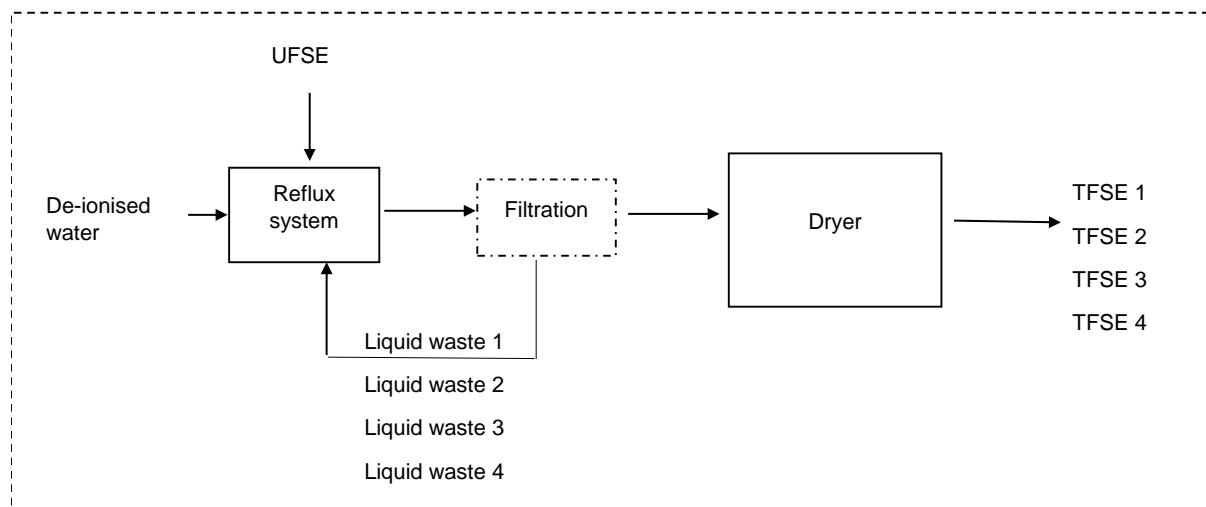 UFSE
De-ionised
water
Reflux
system
Filtration
Dryer
TFSE 1
TFSE 2
TFSE 3
TFSE 4
Liquid waste 1
Liquid waste 2
Liquid waste 3
Liquid waste 4